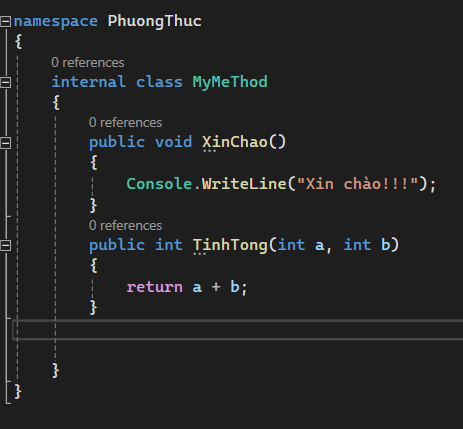 namespace PhuongThuc
{
0 references
internal class MyMeThod
{
0 references
public void XinChao()
{
Console.WriteLine("Xin chào!!!");
}
0 references
public int TinhTong(int a, int b)
{
return a + b;
}
}
}